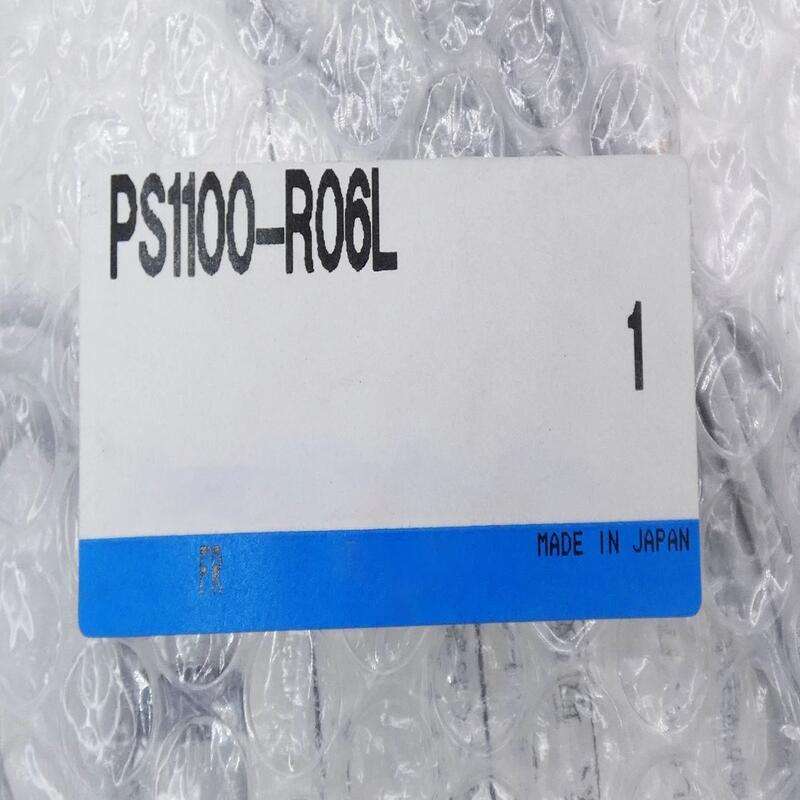 PS1100-R06L
1
MADE IN JAPAN